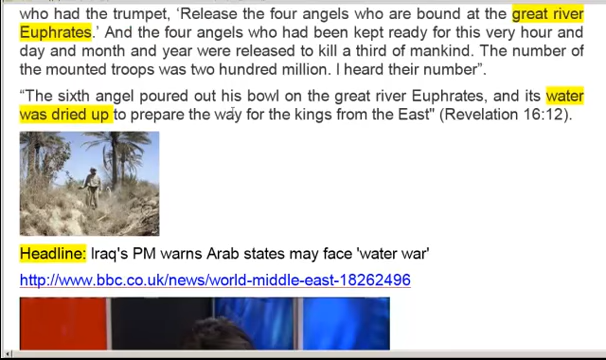 who had the trumpet, ‘Release the four angels who are bound at the great river
Euphrates.’ And the four angels who had been kept ready for this very hour and
day and month and year were released to kill a third of mankind. The number of
the mounted troops was two hundred million. I heard their number”.
“The sixth angel poured out his bowl on the great river Euphrates, and its water
was dried up to prepare the way for the kings from the East" (Revelation 16:12).
Headline: Iraq's PM warns Arab states may face 'water war'
http://www.bbc.co.uk/news/world-middle-east-18262496